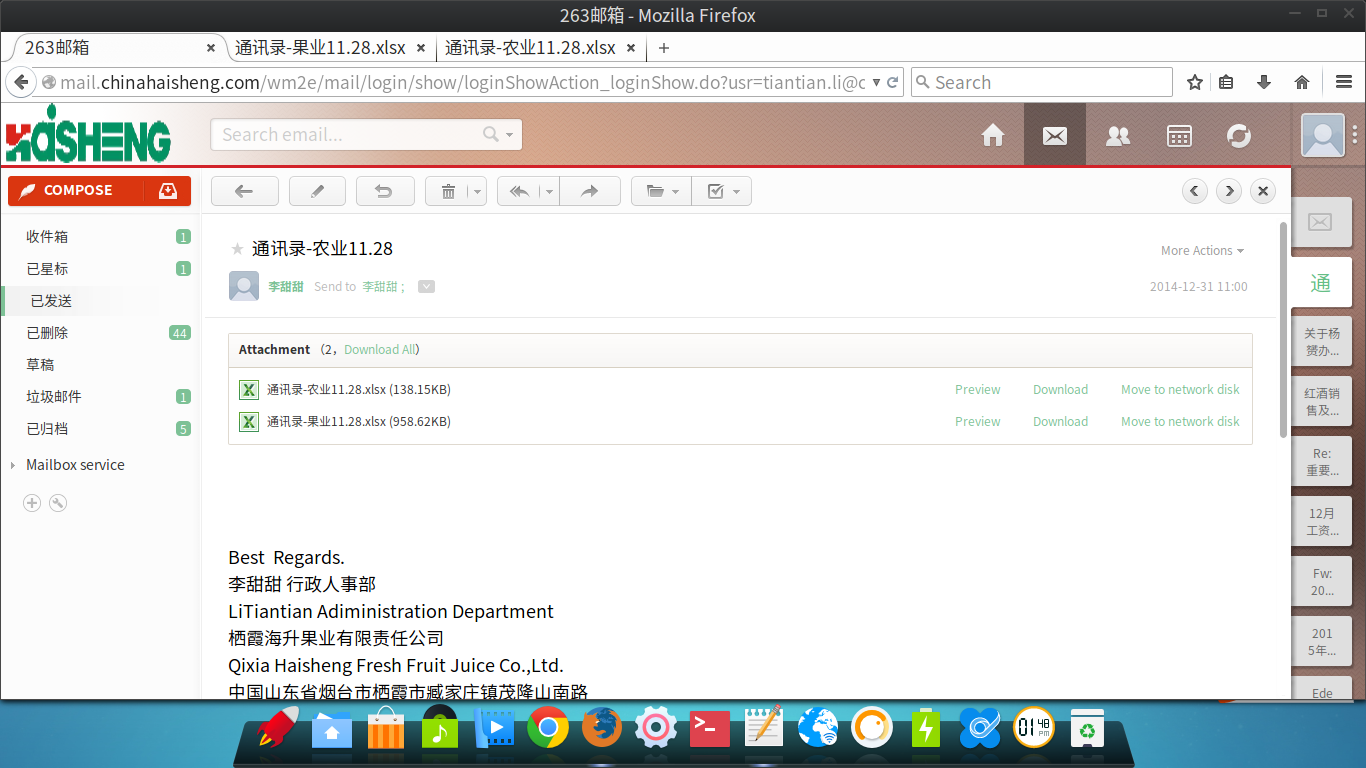 263邮箱 - Mozilla Firefox
263邮箱 × 通讯录-果业11.28.xlsx × 通讯录-农业11.28.xlsx × +
mail.chinahaisheng.com/wm2e/mail/login/show/loginShowAction_loginShow.do?usr=tiantian.li@c
Search
HAISHENG
Search email...
COMPOSE
收件箱 1
已星标 1
已发送
已删除 44
草稿
垃圾邮件 1
已归档 5
Mailbox service
通讯录-农业11.28
More Actions
李甜甜 Send to 李甜甜 ;
2014-12-31 11:00
Attachment (2, Download All)
通讯录-农业11.28.xlsx (138.15KB) Preview Download Move to network disk
通讯录-果业11.28.xlsx (958.62KB) Preview Download Move to network disk
Best Regards.
李甜甜 行政人事部
LiTiantian Adiministration Department
栖霞海升果业有限责任公司
Qixia Haisheng Fresh Fruit Juice Co.,Ltd.
中国山东省烟台市栖霞市臧家庄镇茂隆山南路
通
关于杨
赟办...
红酒销
售及...
Re:
重要...
12月
工资...
Fw:
20...
201
5年...
Ede
01 48
PM